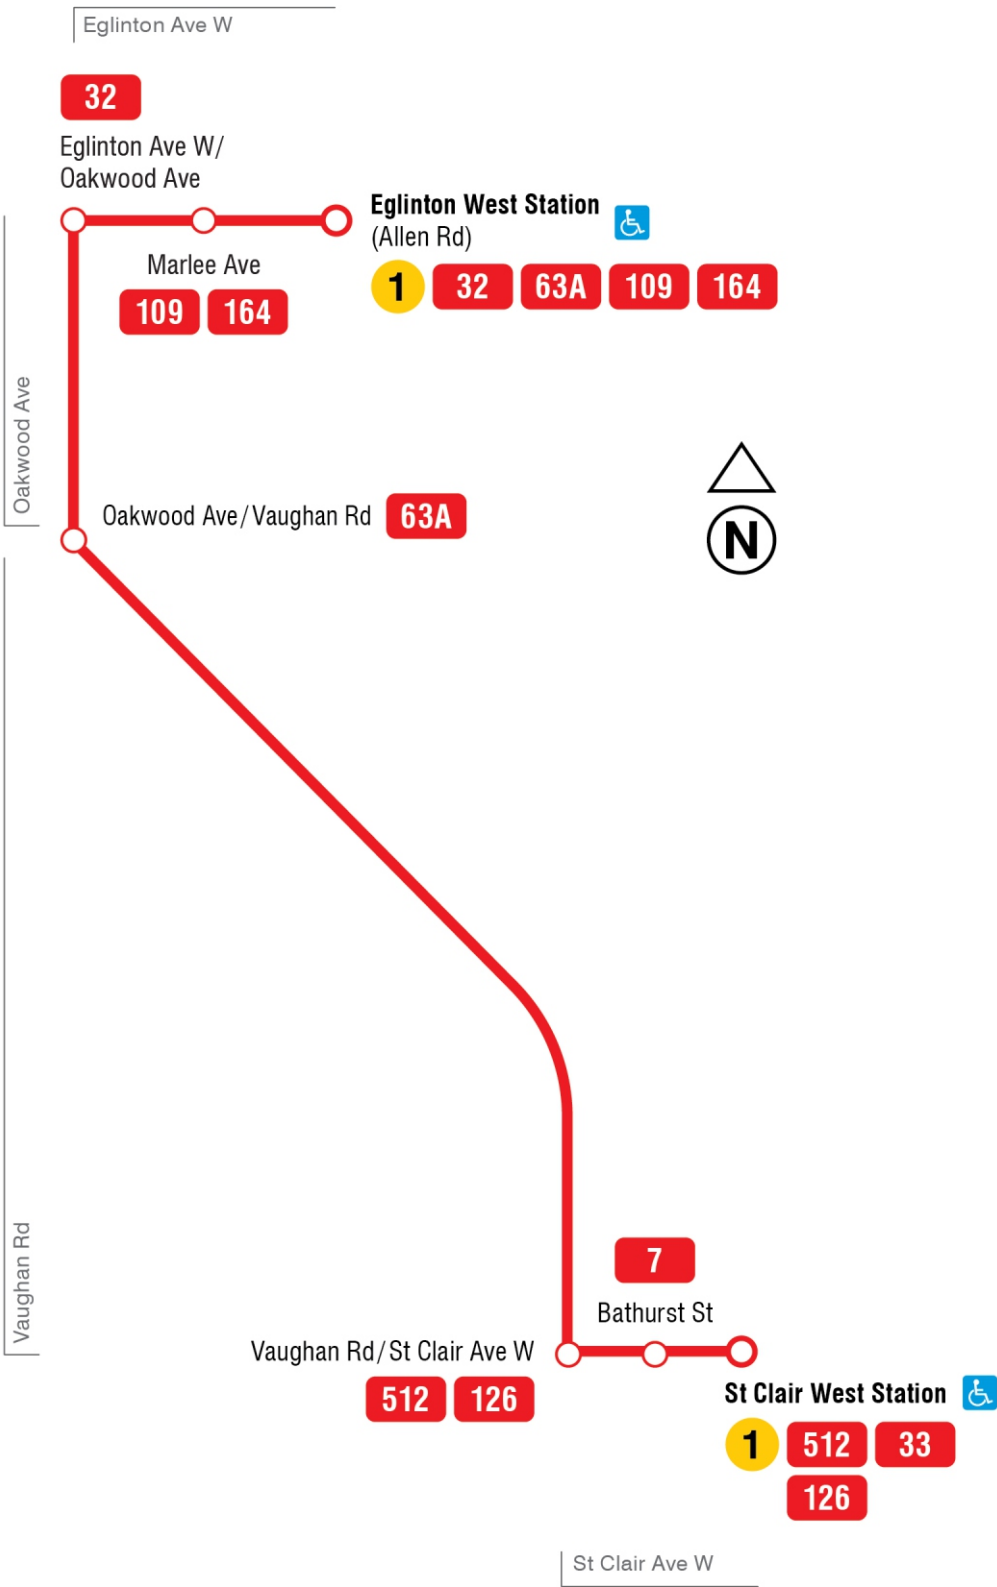 Eglinton Ave W
32
Eglinton Ave W/
Oakwood Ave
Eglinton West Station
(Allen Rd)
1 32 63A 109 164
Marlee Ave
109 164
Oakwood Ave
Oakwood Ave/Vaughan Rd 63A
N
Vaughan Rd
7
Bathurst St
Vaughan Rd/St Clair Ave W
512 126
St Clair West Station
1 512 33
126
St Clair Ave W